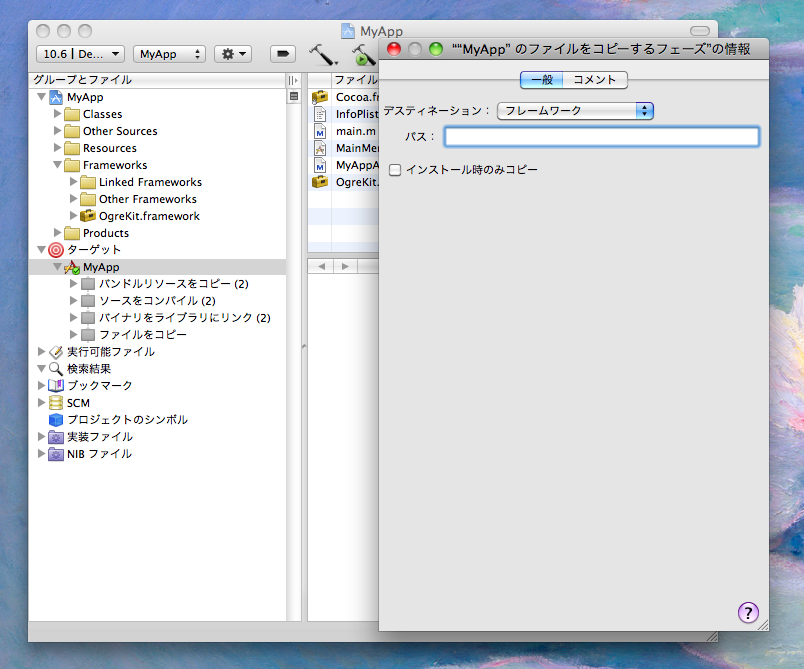 MyApp
10.6 | De...
MyApp
““MyApp” のファイルをコピーするフェーズ”の情報
グループとファイル
MyApp
Classes
Other Sources
Resources
Frameworks
Linked Frameworks
Other Frameworks
OgreKit.framework
Products
ターゲット
MyApp
バンドルリソースをコピー (2)
ソースをコンパイル (2)
バイナリをライブラリにリンク (2)
ファイルをコピー
実行可能ファイル
検索結果
ブックマーク
SCM
プロジェクトのシンボル
実装ファイル
NIB ファイル
ファイル
Cocoa.fr
InfoPlist
main.m
MainMe
MyAppA
OgreKit.
一般
コメント
デスティネーション：
フレームワーク
パス：
インストール時のみコピー
?